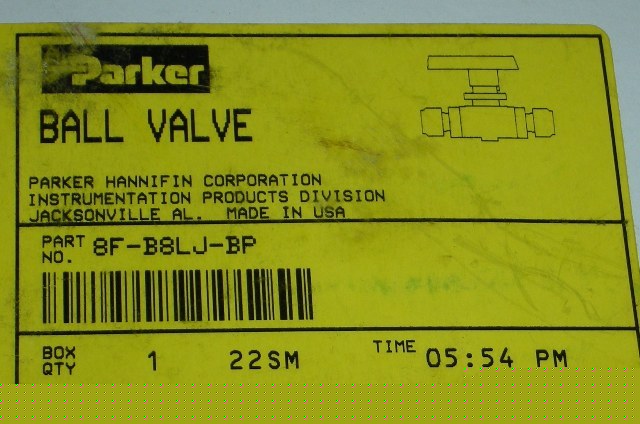 Parker
BALL VALVE
PARKER HANNIFIN CORPORATION
INSTRUMENTATION PRODUCTS DIVISION
JACKSONVILLE AL. MADE IN USA
PART NO. 8F-B8LJ-BP
BOX QTY 1 22SM TIME 05:54 PM